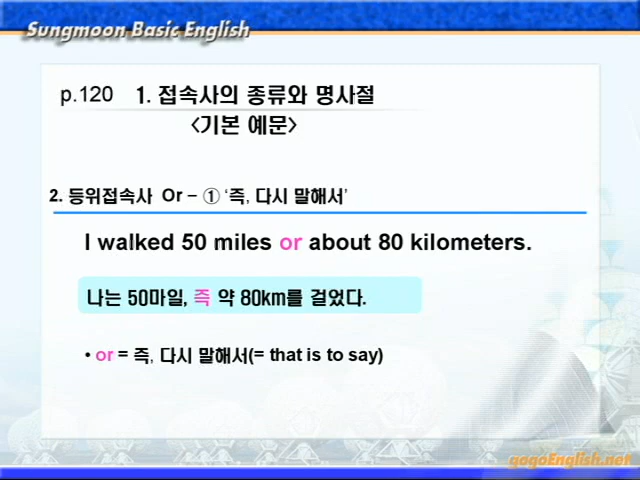 Sungmoon Basic English
p.120 1. 접속사의 종류와 명사절
<기본 예문>
2. 등위접속사 Or – ① ‘즉, 다시 말해서’
I walked 50 miles or about 80 kilometers.
나는 50마일, 즉 약 80km를 걸었다.
• or = 즉, 다시 말해서(= that is to say)
gogoEnglish.net